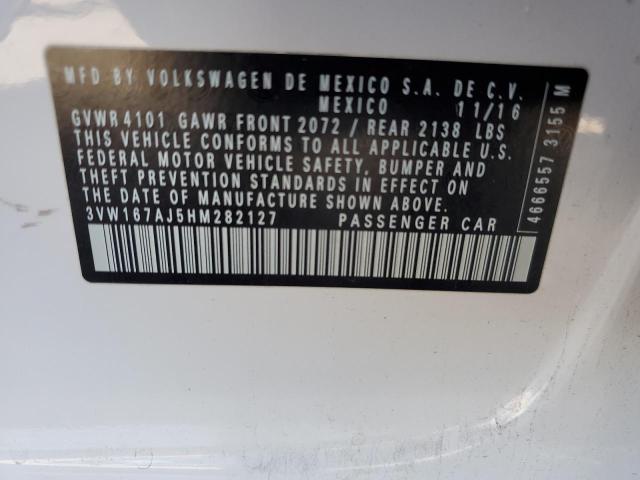 MFD BY VOLKSWAGEN DE MEXICO S.A. DE C.V.
MEXICO 11/16
GVWR 4101 GAWR FRONT 2072 / REAR 2138 LBS
THIS VEHICLE CONFORMS TO ALL APPLICABLE U.S.
FEDERAL MOTOR VEHICLE SAFETY, BUMPER AND
THEFT PREVENTION STANDARDS IN EFFECT ON
THE DATE OF MANUFACTURE SHOWN ABOVE.
3VW167AJ5HM282127 PASSENGER CAR
4666557 3155 M